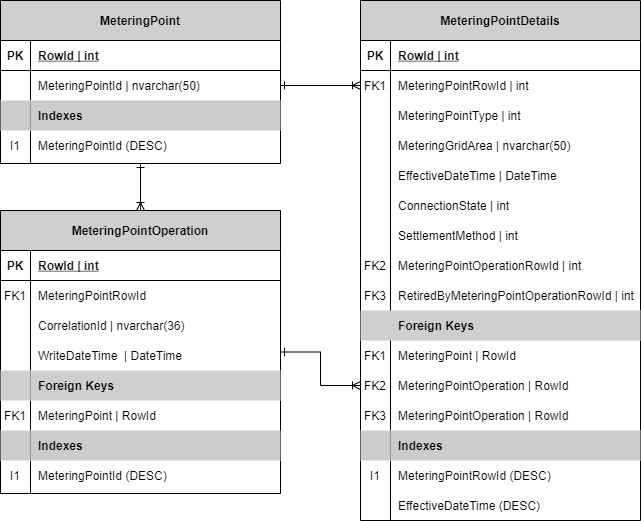 MeteringPoint
PK RowId | int
MeteringPointId | nvarchar(50)
Indexes
I1 MeteringPointId (DESC)
MeteringPointOperation
PK RowId | int
FK1 MeteringPointRowId
CorrelationId | nvarchar(36)
WriteDateTime | DateTime
Foreign Keys
FK1 MeteringPoint | RowId
Indexes
I1 MeteringPointId (DESC)
MeteringPointDetails
PK RowId | int
FK1 MeteringPointRowId | int
MeteringPointType | int
MeteringGridArea | nvarchar(50)
EffectiveDateTime | DateTime
ConnectionState | int
SettlementMethod | int
FK2 MeteringPointOperationRowId | int
FK3 RetiredByMeteringPointOperationRowId | int
Foreign Keys
FK1 MeteringPoint | RowId
FK2 MeteringPointOperation | RowId
FK3 MeteringPointOperation | RowId
Indexes
I1 MeteringPointRowId (DESC)
EffectiveDateTime (DESC)